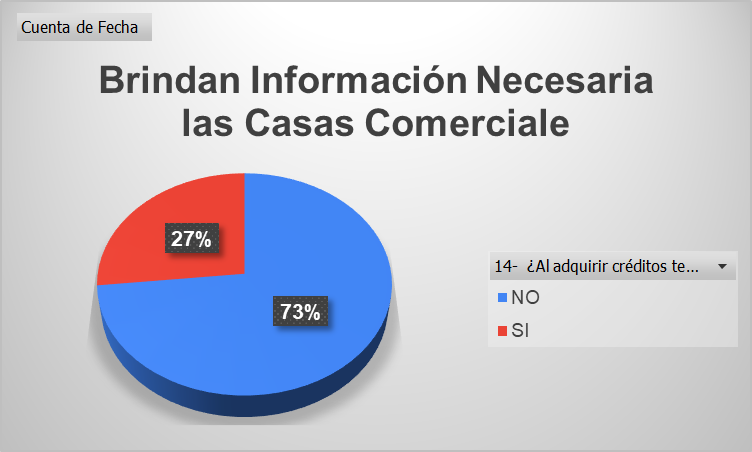 Cuenta de Fecha
Brindan Información Necesaria
las Casas Comerciale
27%
73%
14- ¿Al adquirir créditos te...
NO
SI